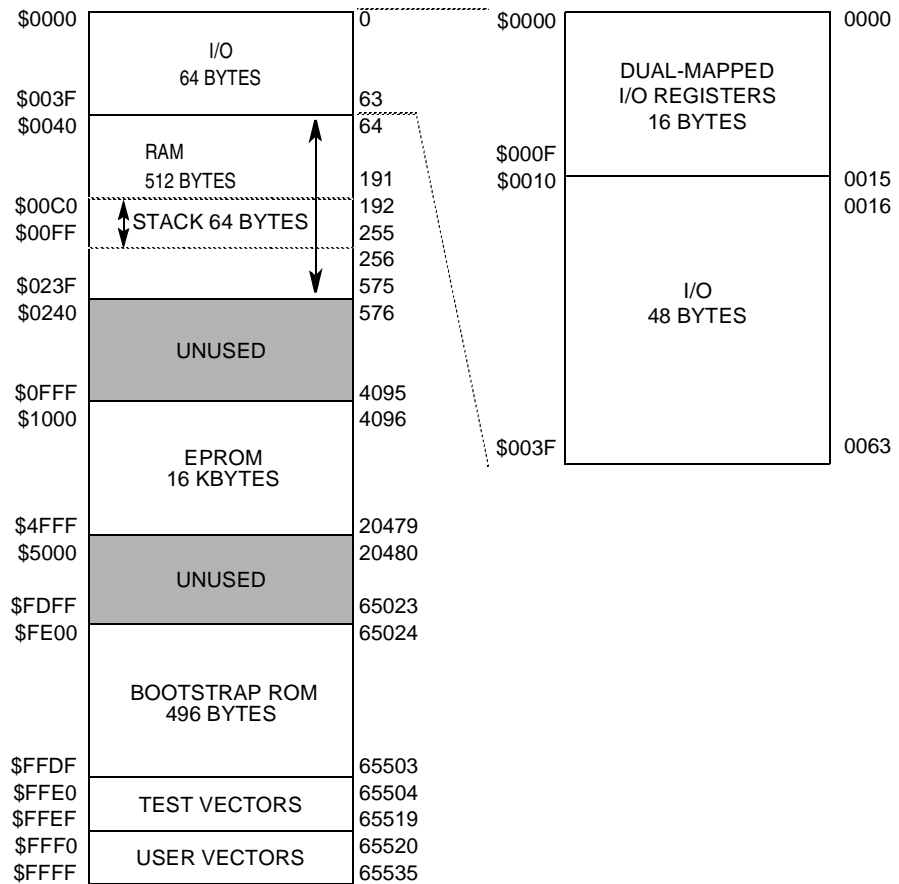 $0000 0
I/O
64 BYTES
$003F 63
$0040 64
RAM
512 BYTES 191
$00C0 192
STACK 64 BYTES
$00FF 255
256
$023F 575
$0240 576
UNUSED
$0FFF 4095
$1000 4096
EPROM
16 KBYTES
$4FFF 20479
$5000 20480
UNUSED
$FDFF 65023
$FE00 65024
BOOTSTRAP ROM
496 BYTES
$FFDF 65503
$FFE0 65504
TEST VECTORS
$FFEF 65519
$FFF0 65520
USER VECTORS
$FFFF 65535
$0000 0000
DUAL-MAPPED
I/O REGISTERS
16 BYTES
$000F 0015
$0010 0016
I/O
48 BYTES
$003F 0063